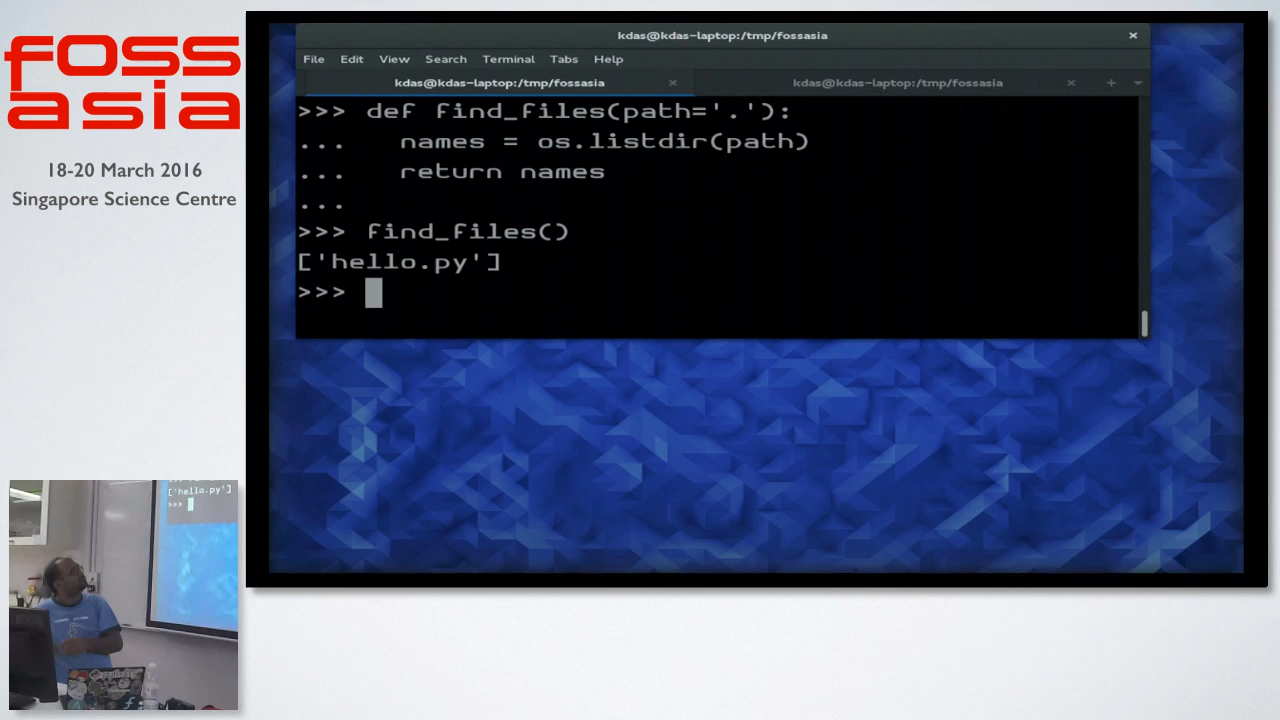 foss
asia
18-20 March 2016
Singapore Science Centre
kdas@kdas-laptop:/tmp/fossasia ×
File Edit View Search Terminal Tabs Help
kdas@kdas-laptop:/tmp/fossasia × kdas@kdas-laptop:/tmp/fossasia × +
>>> def find_files(path='.'):
...   names = os.listdir(path)
...   return names
...
>>> find_files()
['hello.py']
>>>
['hello.py']
>>>